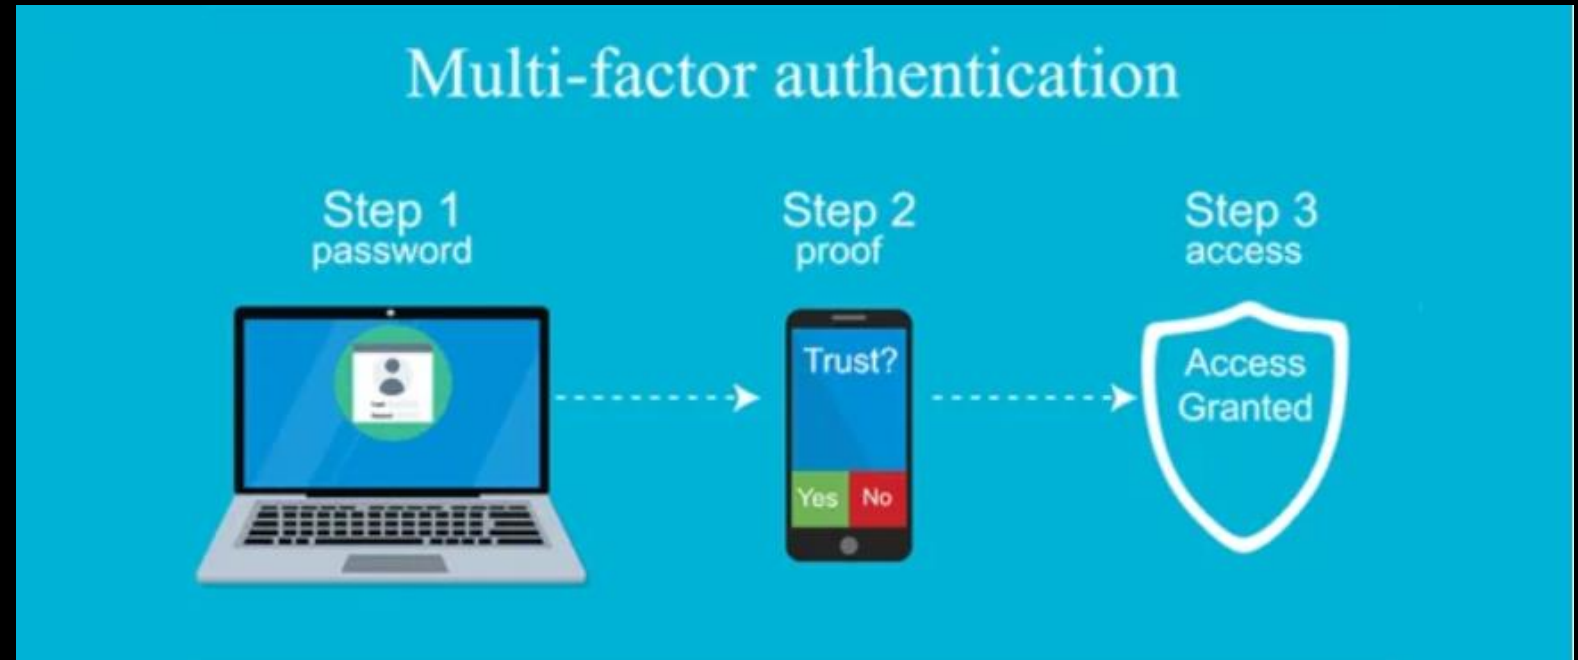 Multi-factor authentication
Step 1
password
Step 2
proof
Step 3
access
Trust?
Yes No
Access
Granted